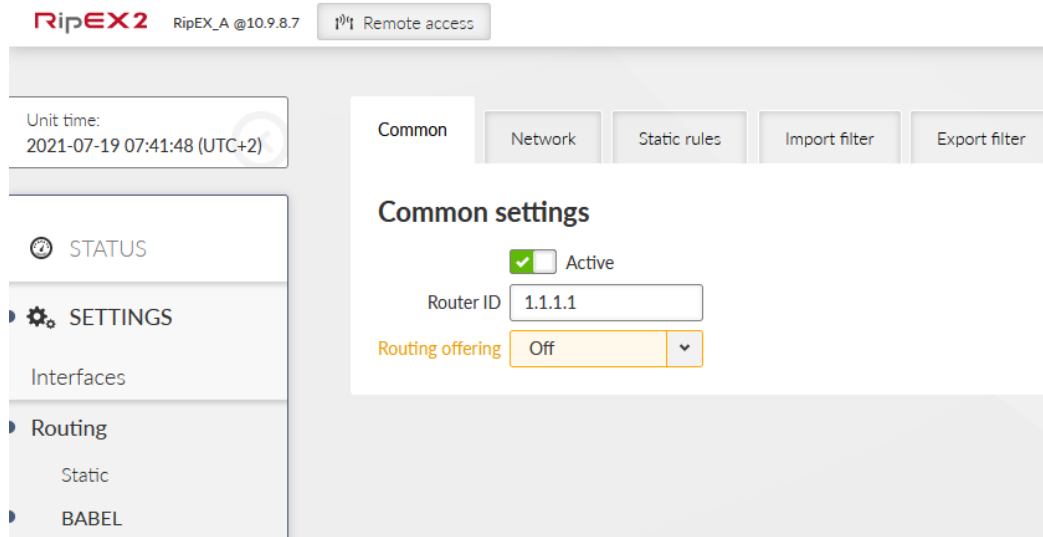 RipEX2 RipEX_A @10.9.8.7 Remote access
Unit time:
2021-07-19 07:41:48 (UTC+2)
STATUS
SETTINGS
Interfaces
Routing
Static
BABEL
Common Network Static rules Import filter Export filter
Common settings
Active
Router ID 1.1.1.1
Routing offering Off